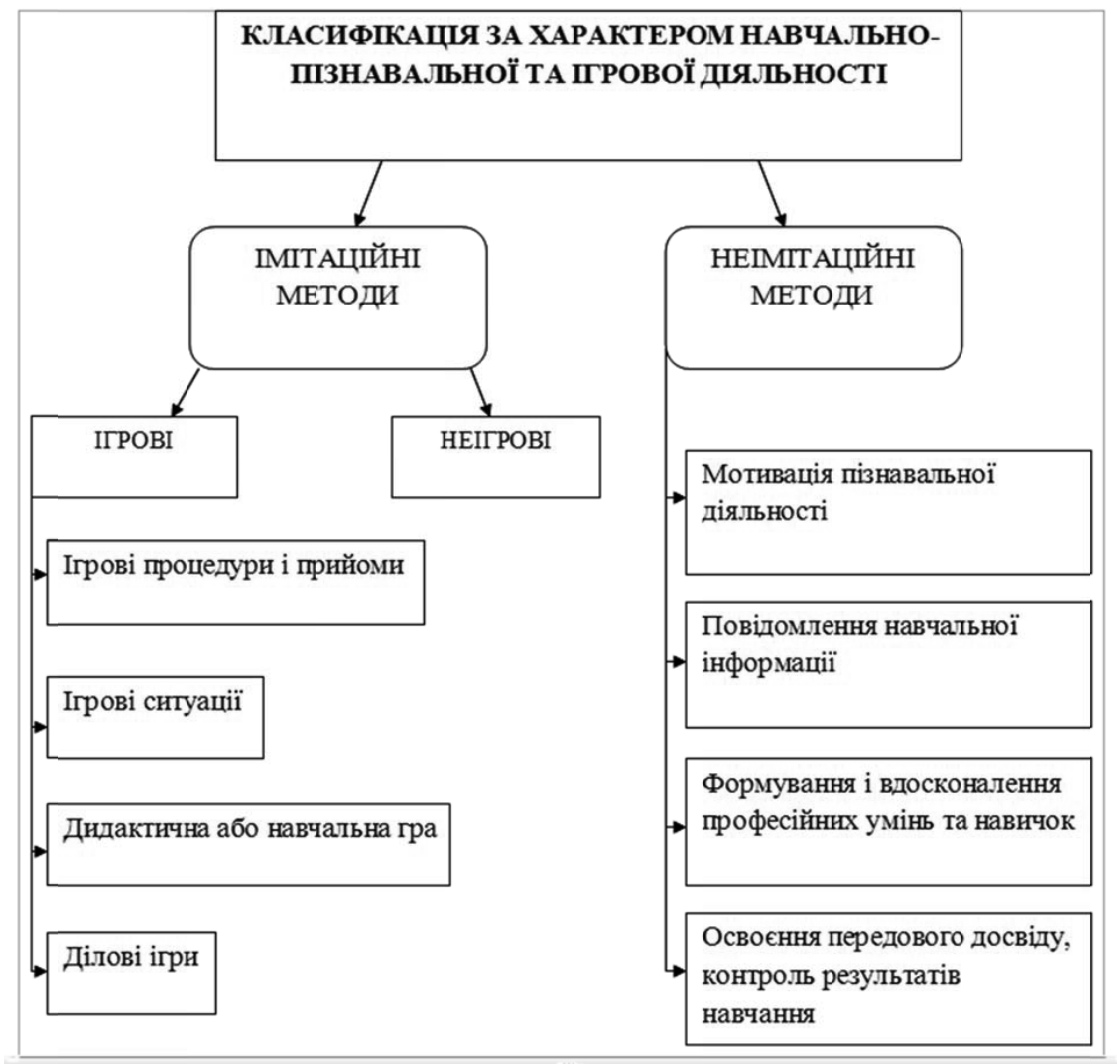 КЛАСИФІКАЦІЯ ЗА ХАРАКТЕРОМ НАВЧАЛЬНО-
ПІЗНАВАЛЬНОЇ ТА ІГРОВОЇ ДІЯЛЬНОСТІ
ІМІТАЦІЙНІ
МЕТОДИ
НЕІМІТАЦІЙНІ
МЕТОДИ
ІГРОВІ
НЕІГРОВІ
Ігрові процедури і прийоми
Ігрові ситуації
Дидактична або навчальна гра
Ділові ігри
Мотивація пізнавальної
діяльності
Повідомлення навчальної
інформації
Формування і вдосконалення
професійних умінь та навичок
Освоєння передового досвіду,
контроль результатів
навчання